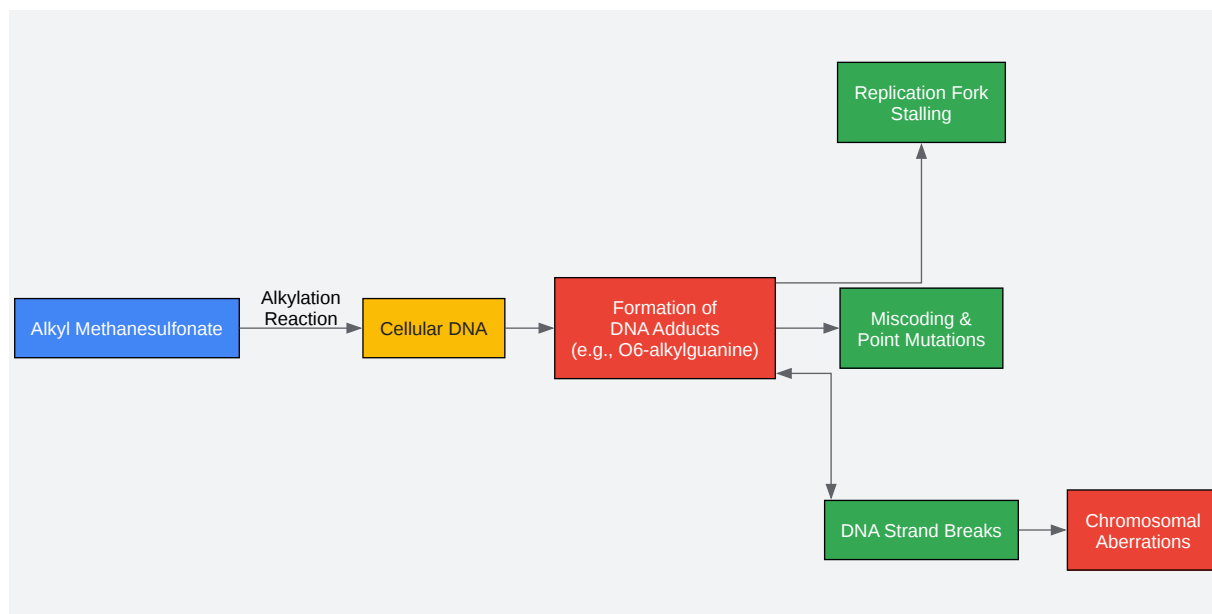 Replication Fork
Stalling
Alkyl Methanesulfonate
Alkylation
Reaction
Cellular DNA
Formation of
DNA Adducts
(e.g., O6-alkylguanine)
Miscoding &
Point Mutations
DNA Strand Breaks
Chromosomal
Aberrations